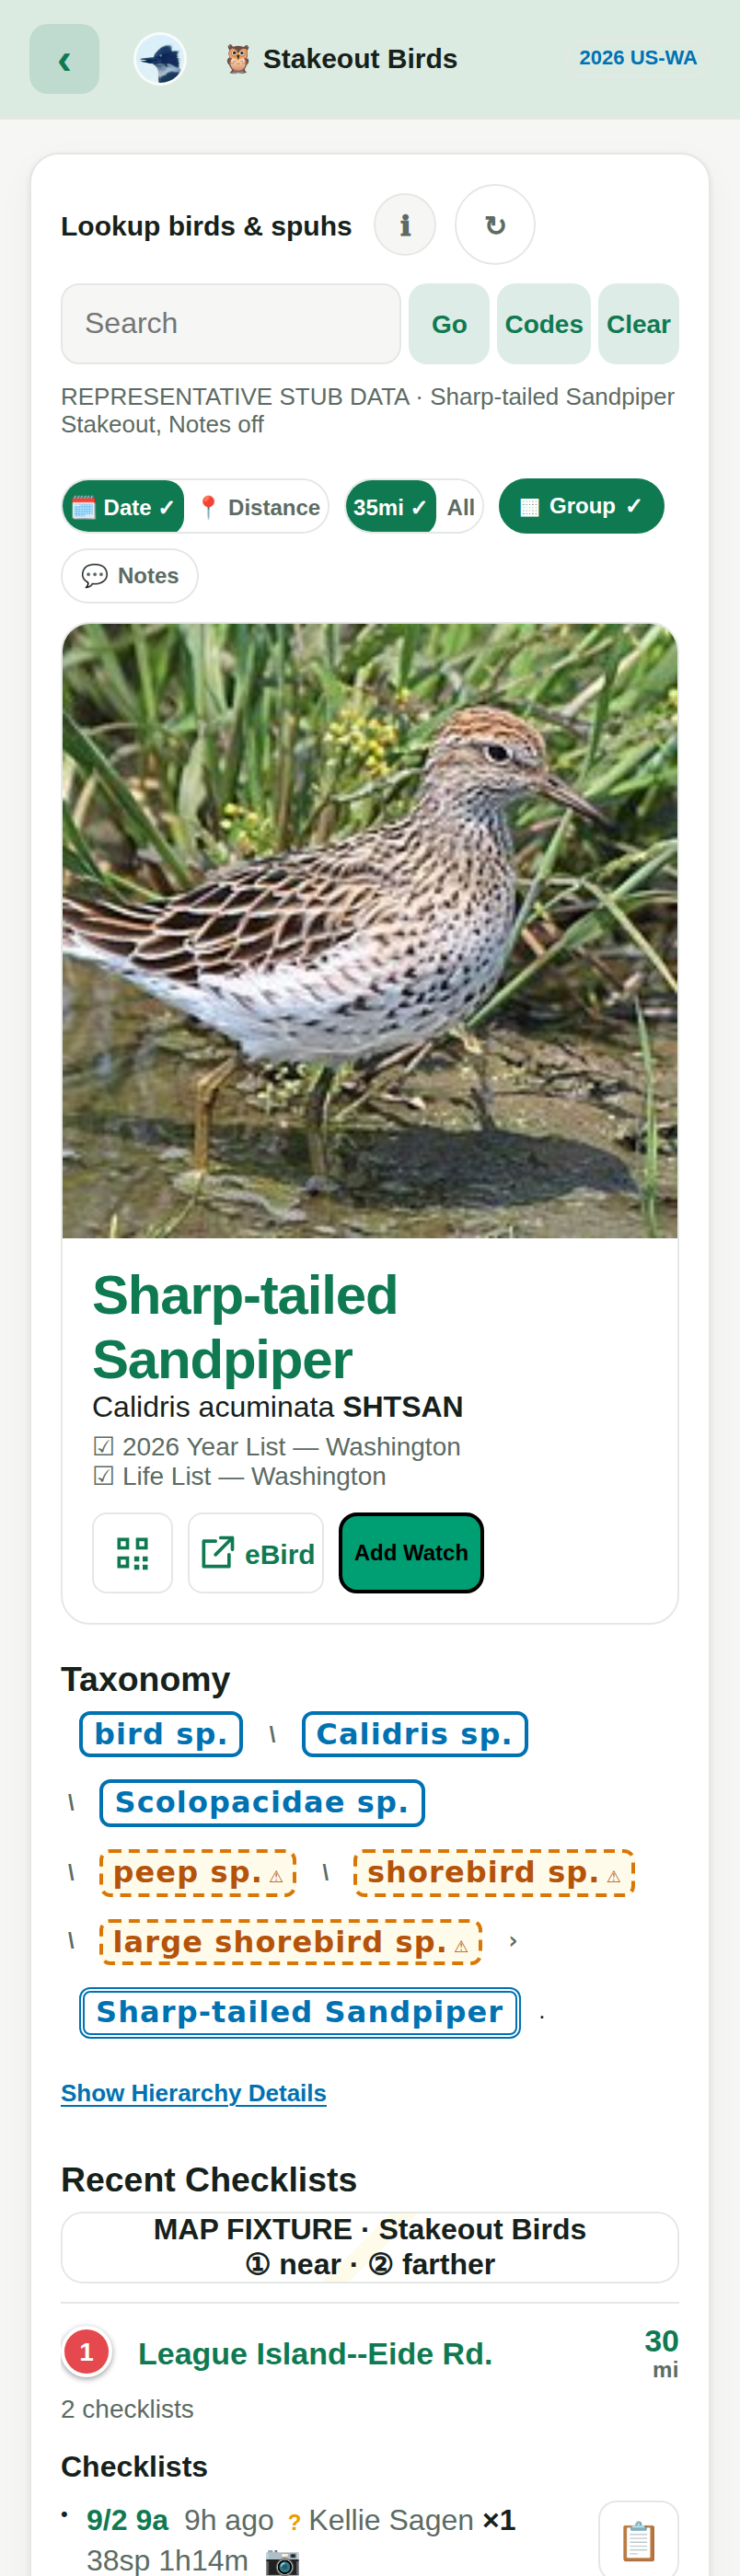 ‹ 🦉 Stakeout Birds 2026 US-WA
Lookup birds & spuhs ℹ ↻
Search Go Codes Clear
REPRESENTATIVE STUB DATA · Sharp-tailed Sandpiper
Stakeout, Notes off
🗓️ Date ✓ 📍 Distance 35mi ✓ All ▦ Group ✓
💬 Notes
Sharp-tailed
Sandpiper
Calidris acuminata SHTSAN
☑ 2026 Year List — Washington
☑ Life List — Washington
eBird Add Watch
Taxonomy
bird sp. \ Calidris sp.
\ Scolopacidae sp.
\ peep sp. ⚠ \ shorebird sp. ⚠
\ large shorebird sp. ⚠ ›
Sharp-tailed Sandpiper .
Show Hierarchy Details
Recent Checklists
MAP FIXTURE · Stakeout Birds
① near · ② farther
1 League Island--Eide Rd. 30
mi
2 checklists
Checklists
• 9/2 9a 9h ago ? Kellie Sagen ×1 📋
38sp 1h14m 📷